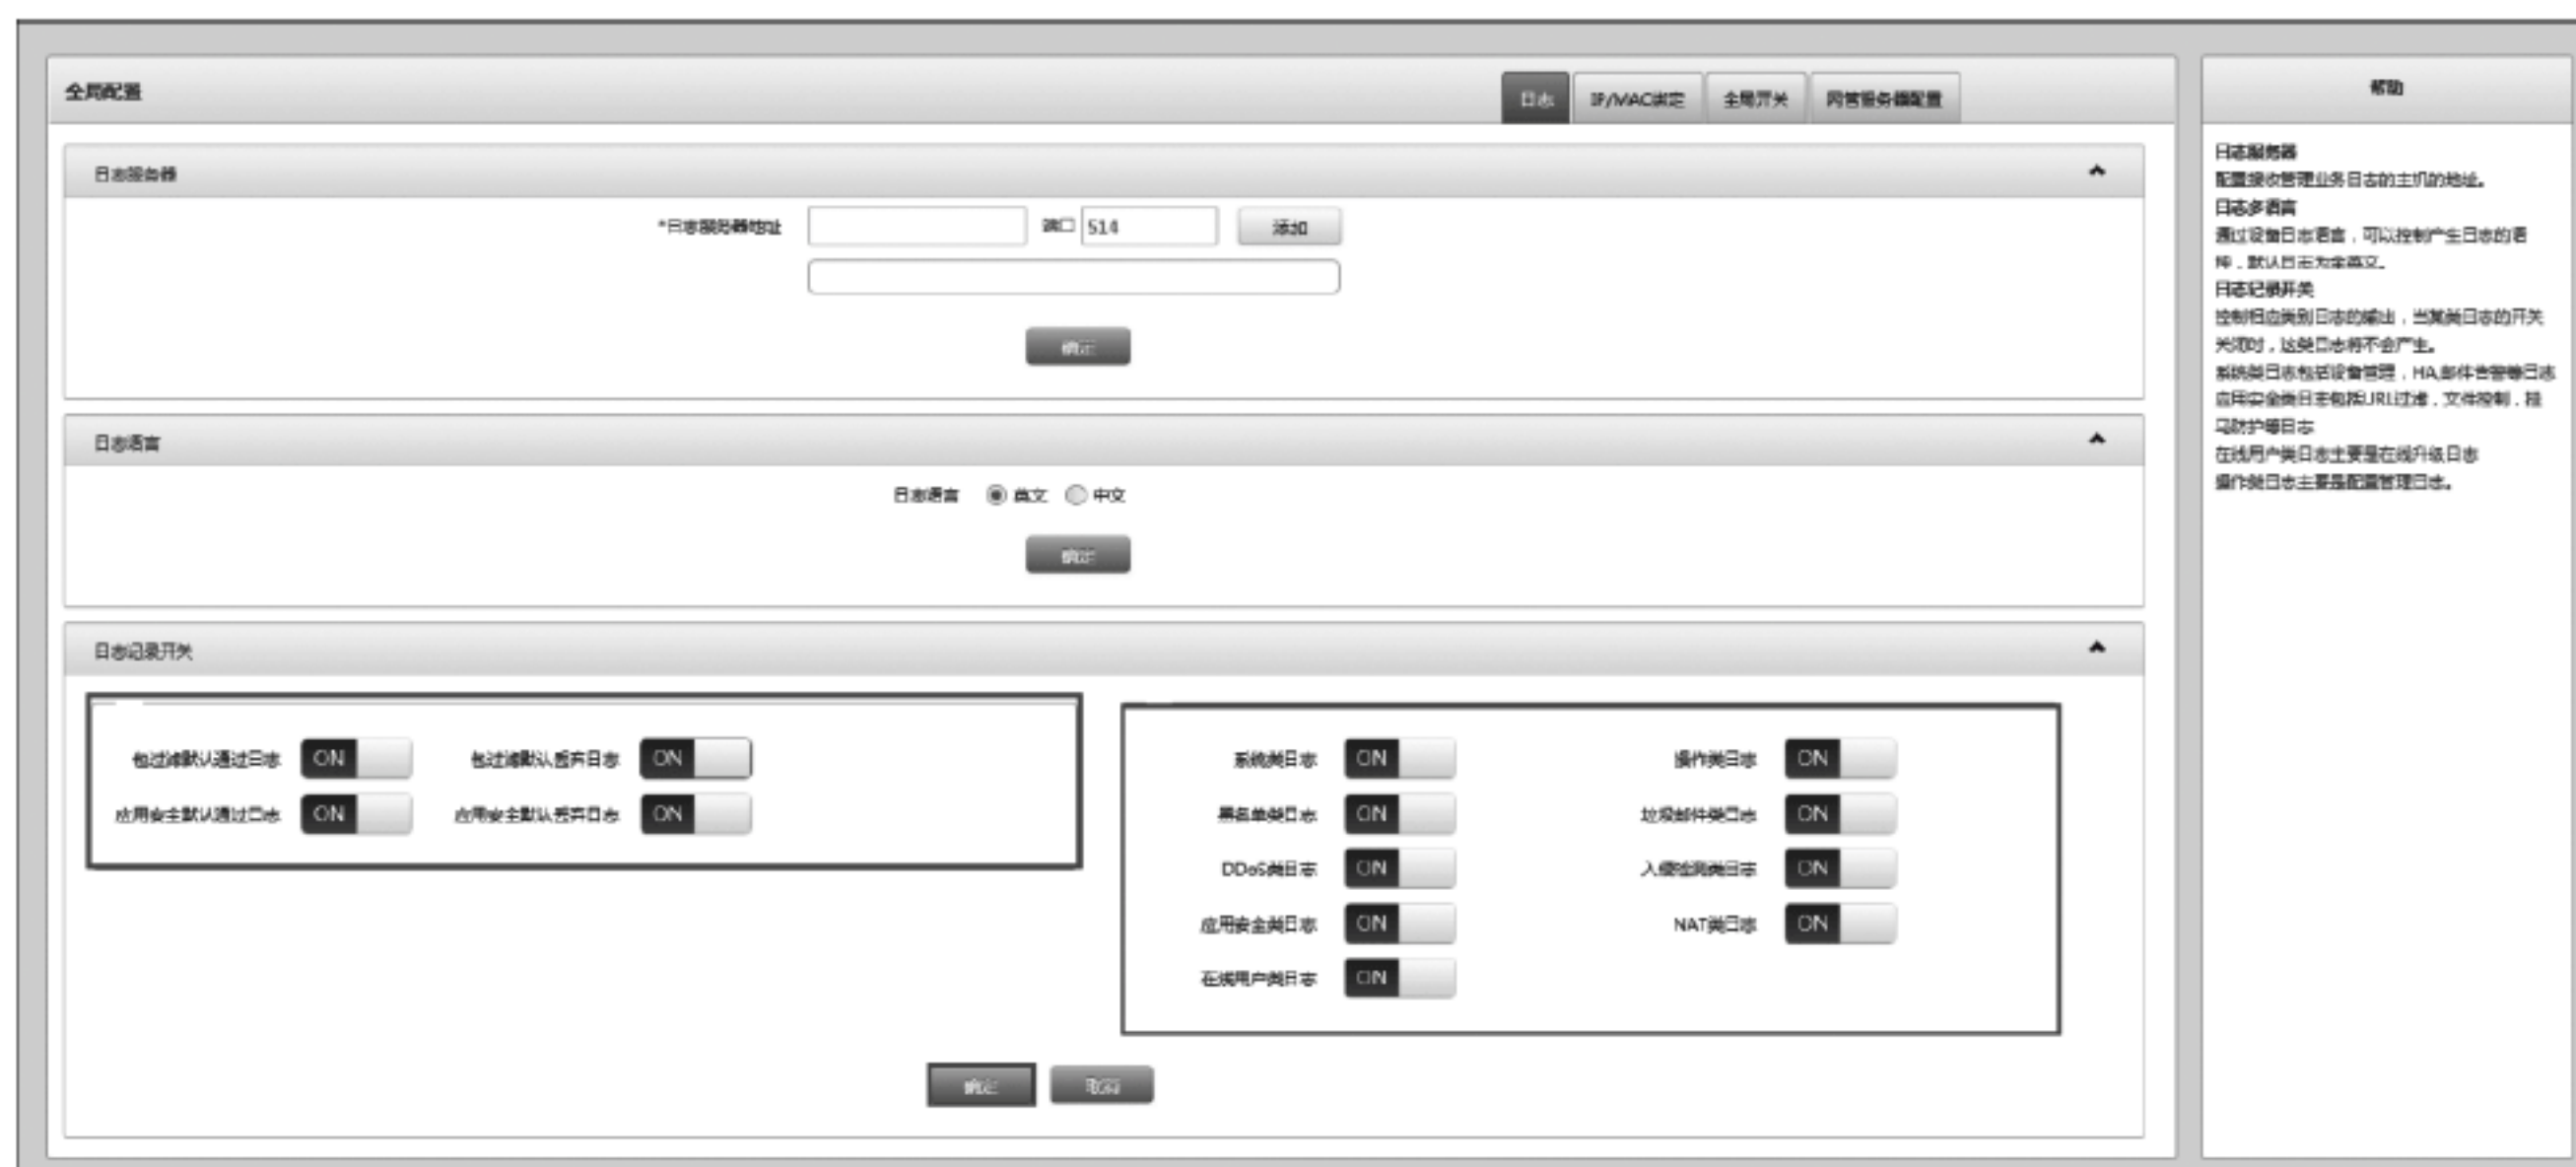 全局配置
日志 IP/MAC绑定 全局开关 网管服务器配置
日志服务器
*日志服务器地址 端口 514 添加
确定
日志语言
日志语言 英文 中文
确定
日志记录开关
包过滤默认通过日志 ON 包过滤默认丢弃日志 ON
应用安全默认通过日志 ON 应用安全默认丢弃日志 ON
系统类日志 ON 操作类日志 ON
黑名单类日志 ON 垃圾邮件类日志 ON
DDoS类日志 ON 入侵检测类日志 ON
应用安全类日志 ON NAT类日志 ON
在线用户类日志 ON
确定 取消
帮助
日志服务器
配置接收管理业务日志的主机的地址。
日志多语言
通过设备日志语言，可以控制产生日志的语
种，默认日志为全英文。
日志记录开关
控制相应类别日志的输出，当某类日志的开关
关闭时，这类日志将不会产生。
系统类日志包括设备管理，HA,邮件告警等日志
应用安全类日志包括URL过滤，文件控制，挂
马防护等日志
在线用户类日志主要是在线升级日志
操作类日志主要是配置管理日志。